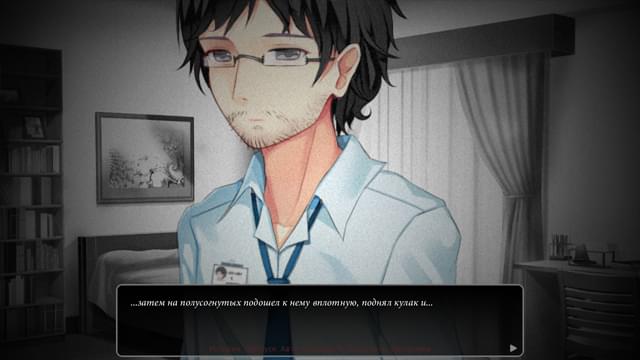 ...затем на полусогнутых подошел к нему вплотную, поднял кулак и...